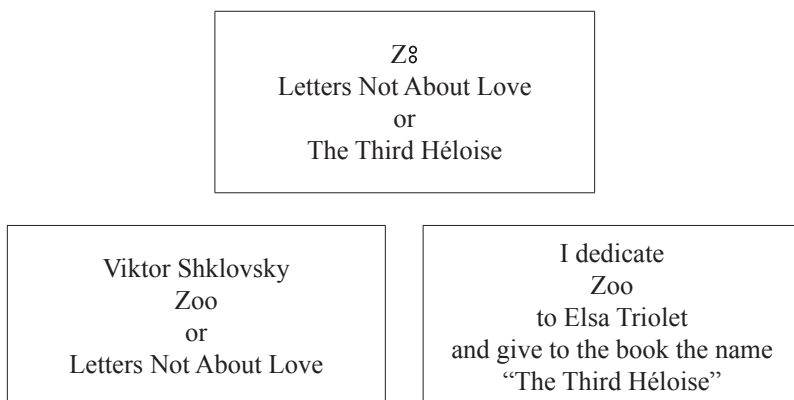 Zoo
Letters Not About Love
or
The Third Héloise
Viktor Shklovsky
Zoo
or
Letters Not About Love
I dedicate
Zoo
to Elsa Triolet
and give to the book the name
“The Third Héloise”